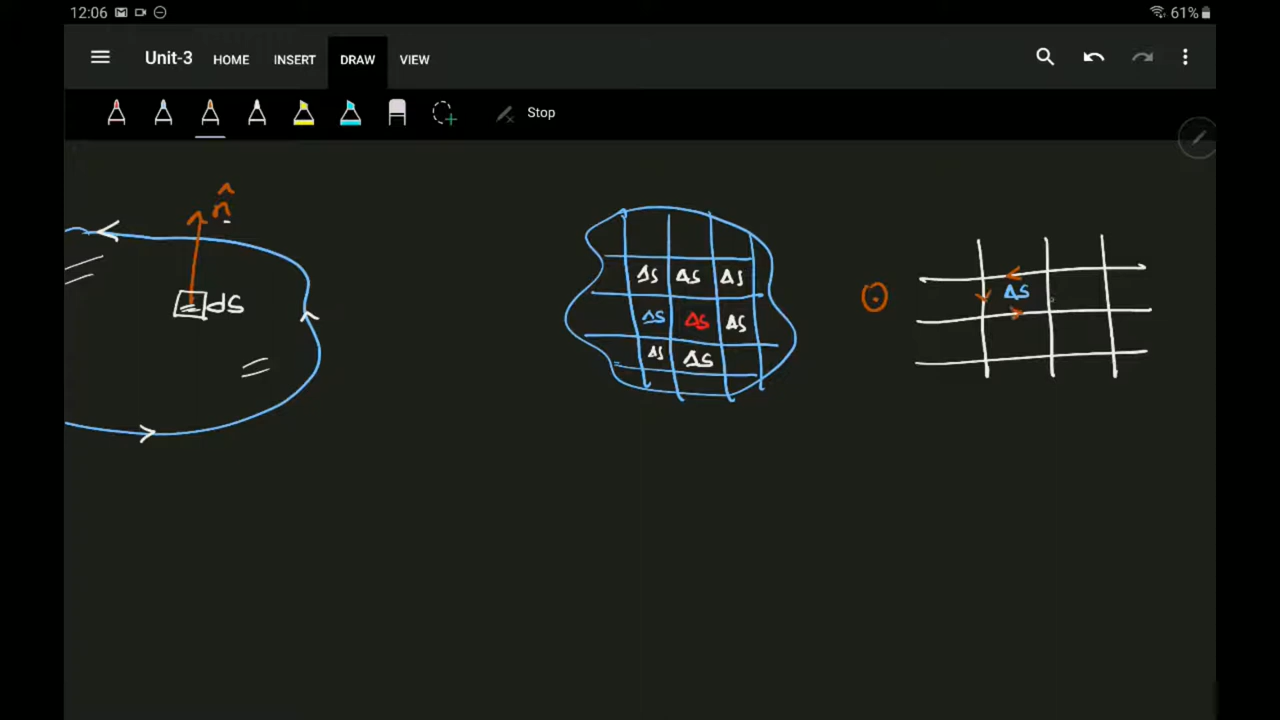 12:06
61%
Unit-3 HOME INSERT DRAW VIEW
Stop
n̂
ds
Δs Δs Δs
Δs Δs Δs
Δs Δs
Δs